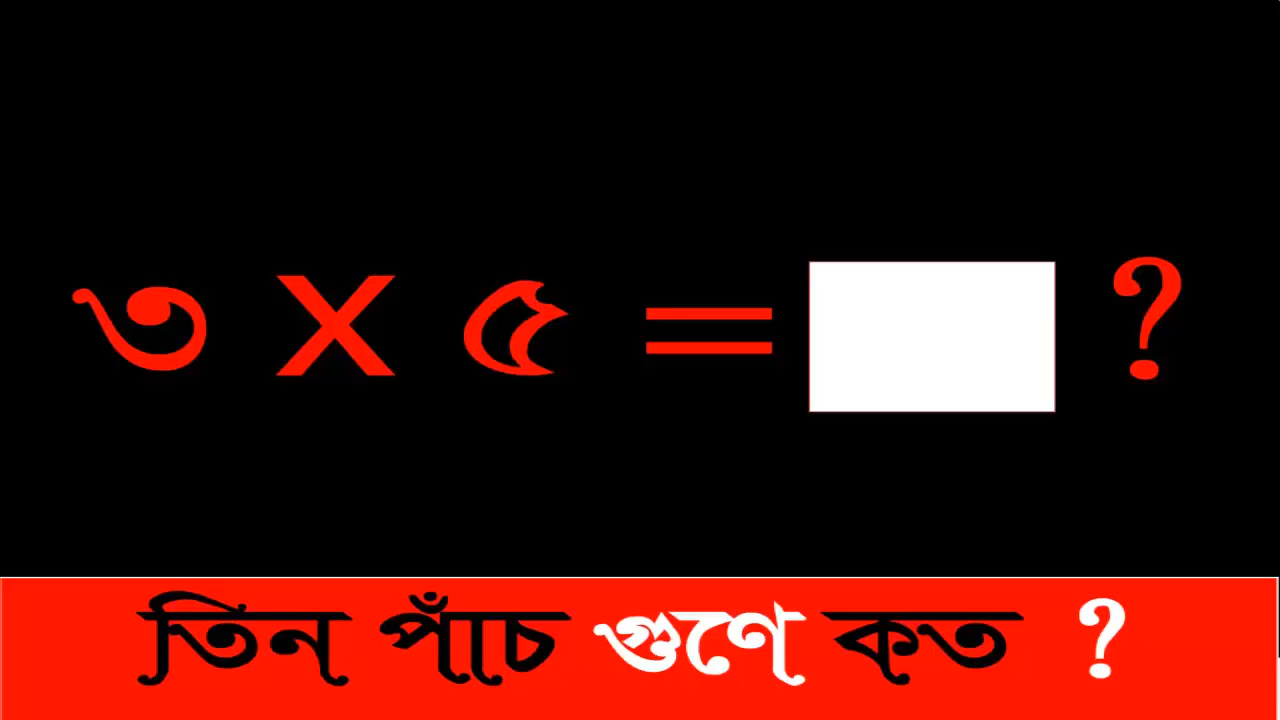 ৩ x ৫ = ?
তিন পাঁচ গুণে কত ?